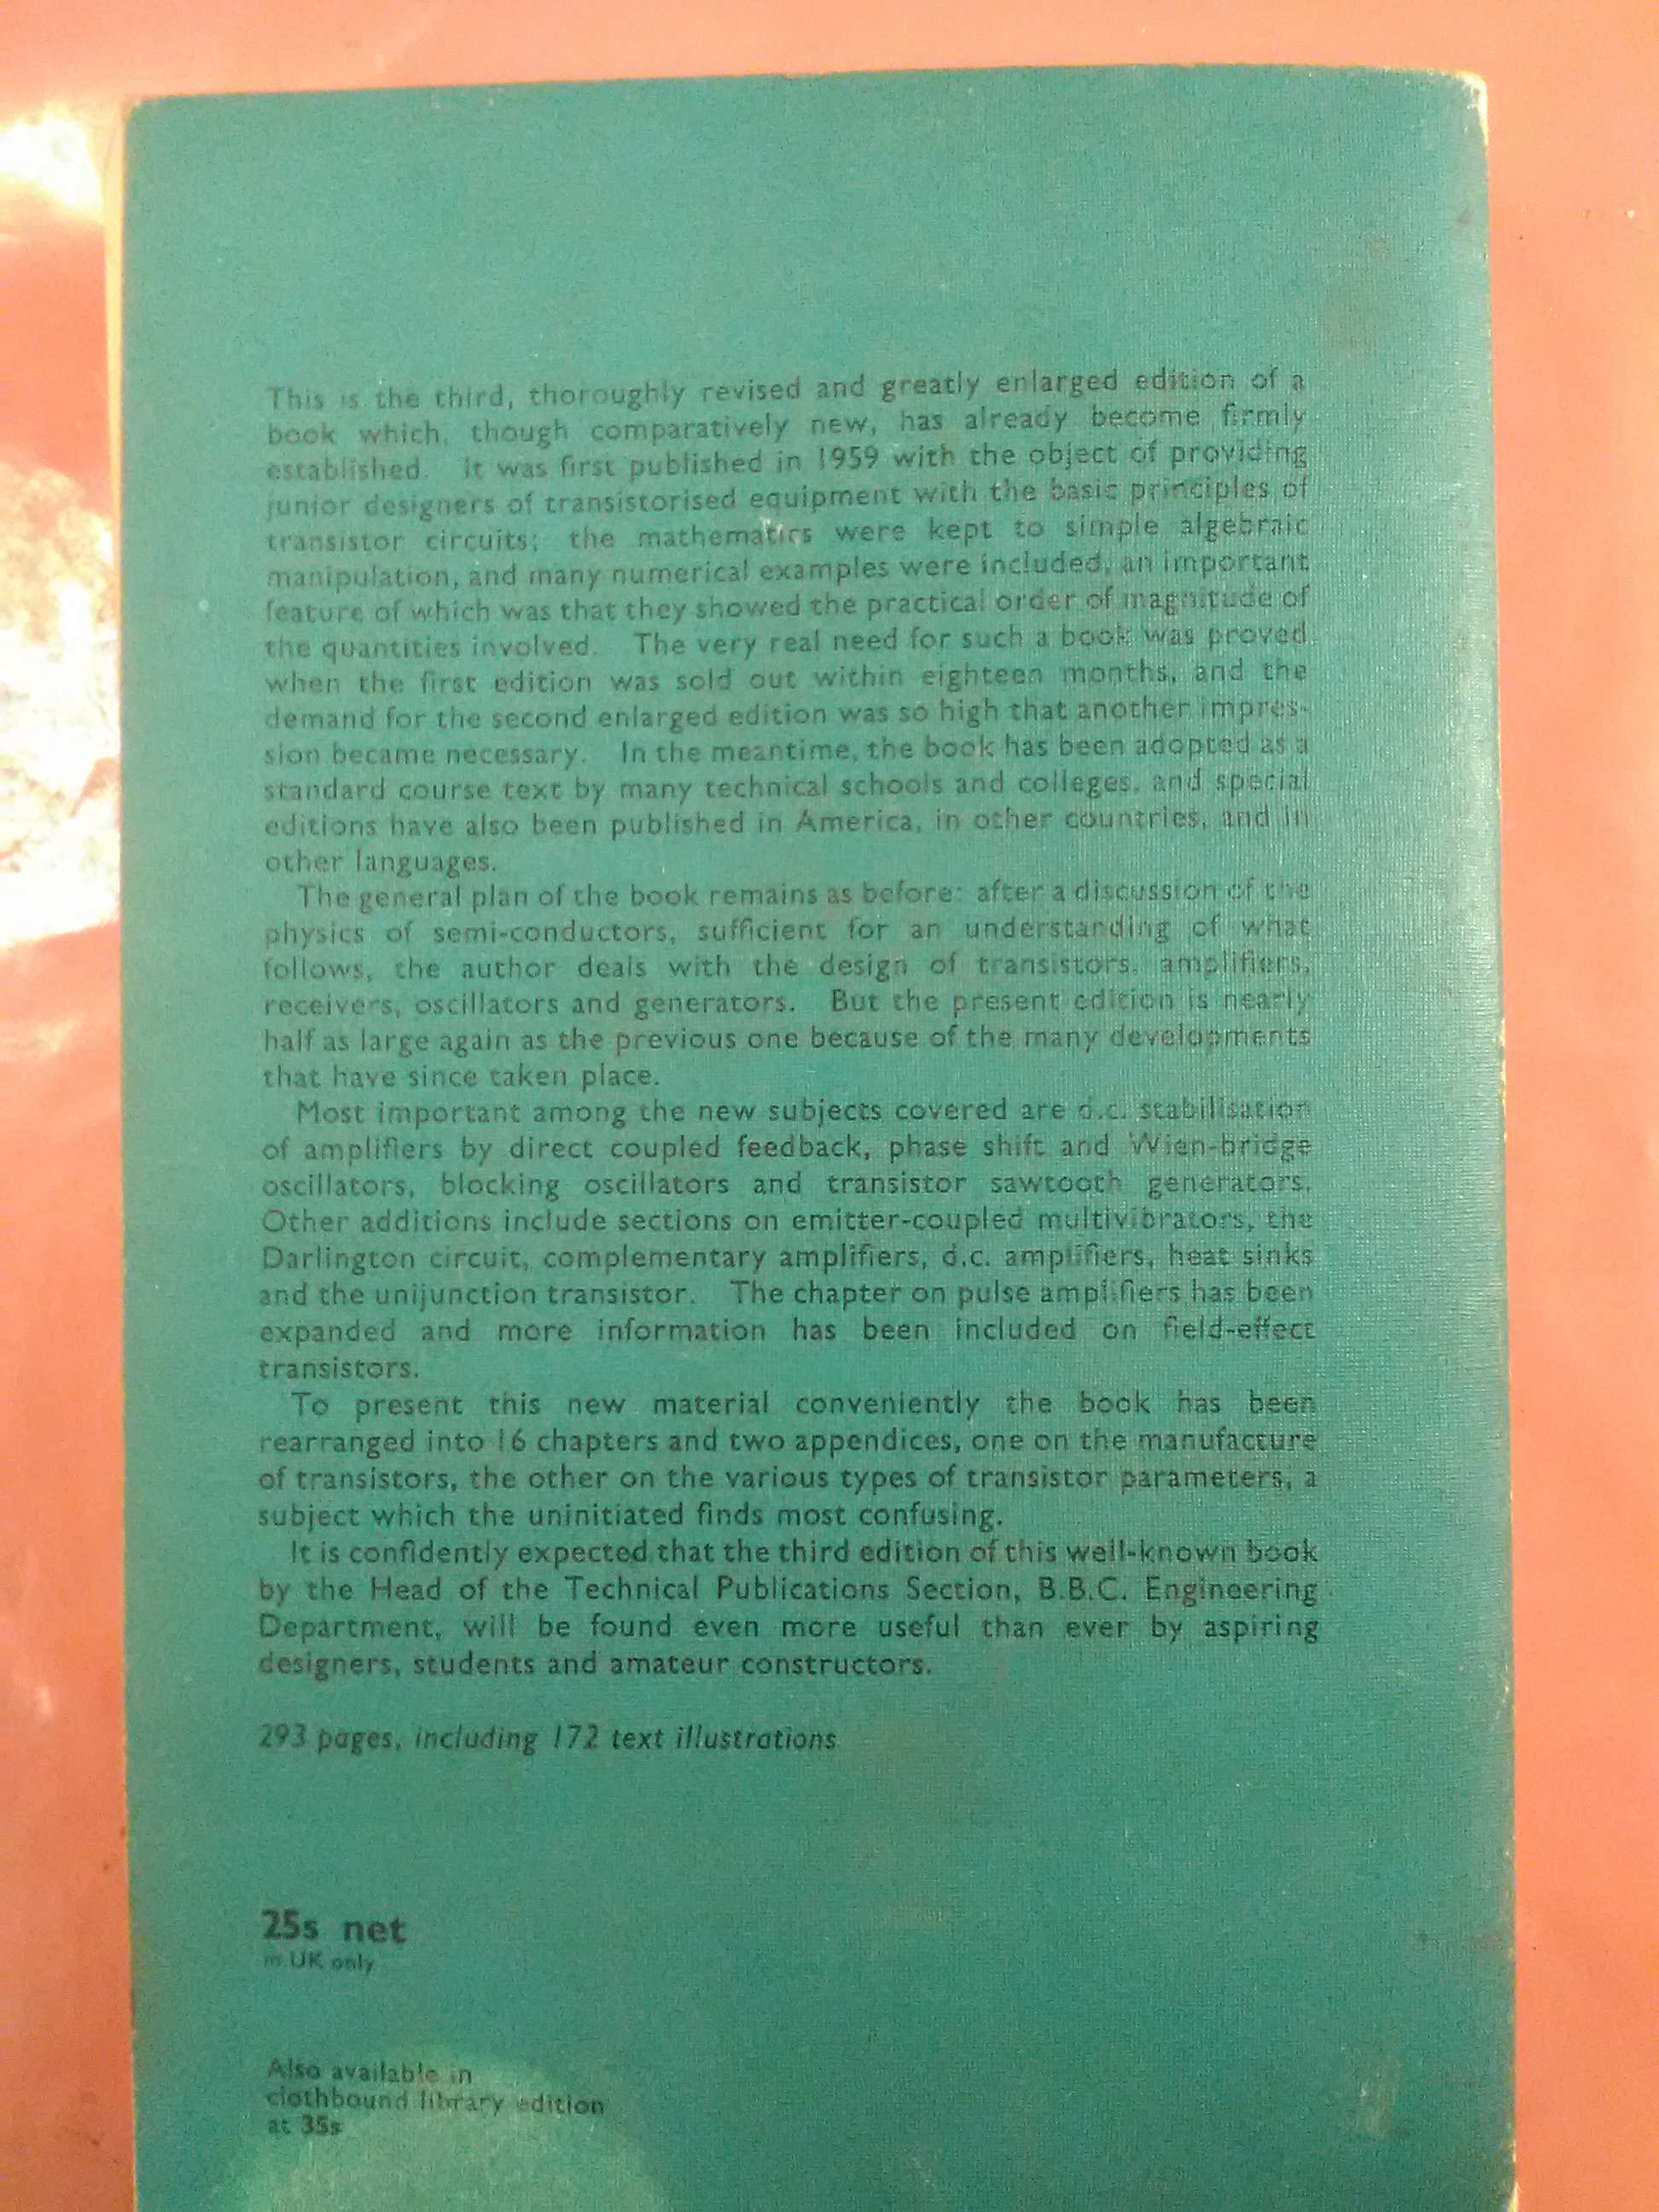 This is the third, thoroughly revised and greatly enlarged edition of a
book which, though comparatively new, has already become firmly
established. It was first published in 1959 with the object of providing
junior designers of transistorised equipment with the basic principles of
transistor circuits; the mathematics were kept to simple algebraic
manipulation, and many numerical examples were included, an important
feature of which was that they showed the practical order of magnitude of
the quantities involved. The very real need for such a book was proved
when the first edition was sold out within eighteen months, and the
demand for the second enlarged edition was so high that another impres-
sion became necessary. In the meantime, the book has been adopted as a
standard course text by many technical schools and colleges, and special
editions have also been published in America, in other countries, and in
other languages.
The general plan of the book remains as before: after a discussion of the
physics of semi-conductors, sufficient for an understanding of what
follows, the author deals with the design of transistors, amplifiers,
receivers, oscillators and generators. But the present edition is nearly
half as large again as the previous one because of the many developments
that have since taken place.
Most important among the new subjects covered are d.c. stabilisation
of amplifiers by direct coupled feedback, phase shift and Wien-bridge
oscillators, blocking oscillators and transistor sawtooth generators.
Other additions include sections on emitter-coupled multivibrators, the
Darlington circuit, complementary amplifiers, d.c. amplifiers, heat sinks
and the unijunction transistor. The chapter on pulse amplifiers has been
expanded and more information has been included on field-effect
transistors.
To present this new material conveniently the book has been
rearranged into 16 chapters and two appendices, one on the manufacture
of transistors, the other on the various types of transistor parameters, a
subject which the uninitiated finds most confusing.
It is confidently expected that the third edition of this well-known book
by the Head of the Technical Publications Section, B.B.C. Engineering
Department, will be found even more useful than ever by aspiring
designers, students and amateur constructors.
293 pages, including 172 text illustrations
25s net
in UK only
Also available in
clothbound library edition
at 35s